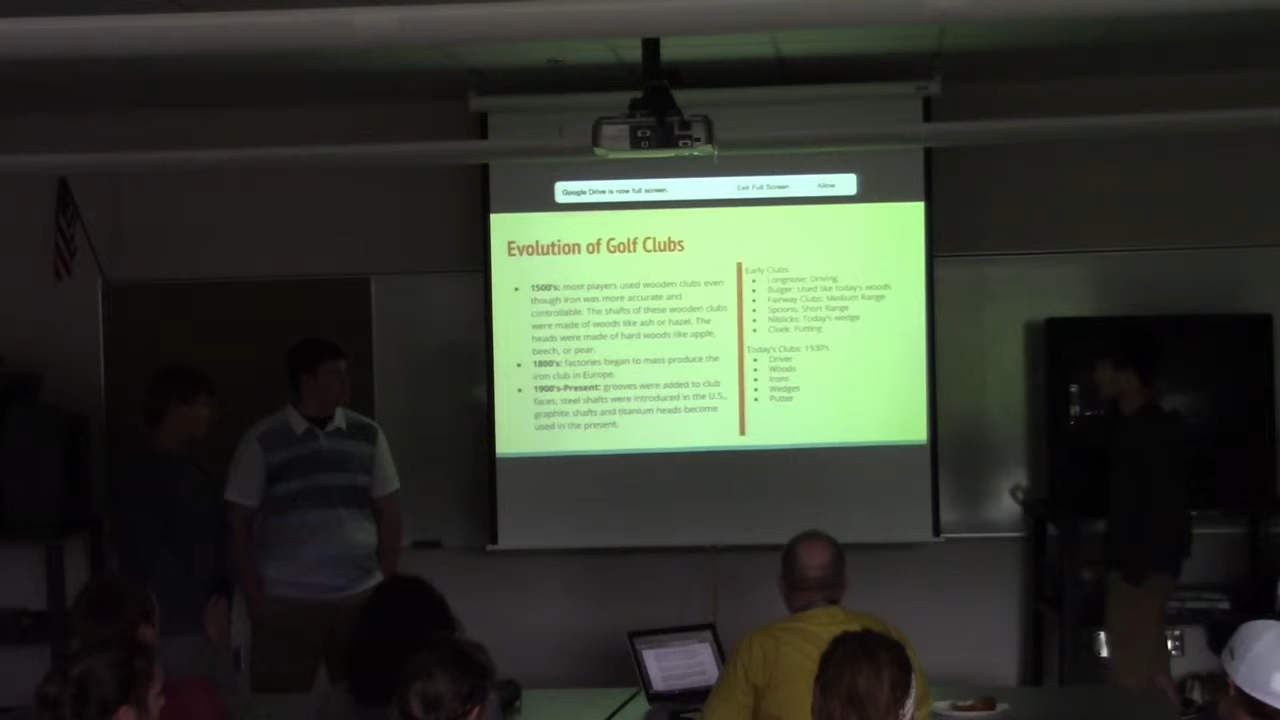 Google Drive is now full screen.
Exit Full Screen
Allow
Evolution of Golf Clubs
1500's: most players used wooden clubs even
though iron was more accurate and
controllable. The shafts of these wooden clubs
were made of woods like ash or hazel. The
heads were made of hard woods like apple,
beech, or pear.
1800's: factories began to mass produce the
iron club in Europe.
1900's-Present: grooves were added to club
faces, steel shafts were introduced in the U.S.,
graphite shafts and titanium heads become
used in the present.
Early Clubs
Longnose: Driving
Bulger: Used like today's woods
Fairway Clubs: Medium Range
Spoons: Short Range
Niblicks: Today's wedge
Cleek: Putting
Today's Clubs: 1930's
Driver
Woods
Irons
Wedges
Putter